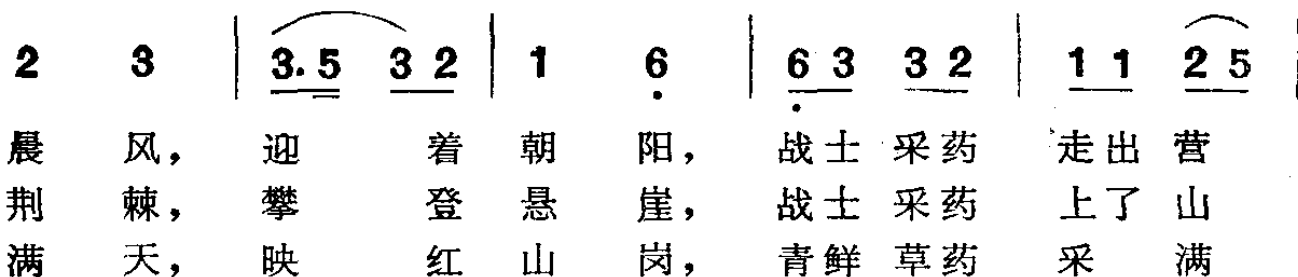 2 3 | 3. 5 3 2 | 1 6 | 6 3 3 2 | 1 1 2 5 |
晨 风， 迎 着 朝 阳， 战士 采药 走出 营
荆 棘， 攀 登 悬 崖， 战士 采药 上了 山
满 天， 映 红 山 岗， 青鲜 草药 采 满